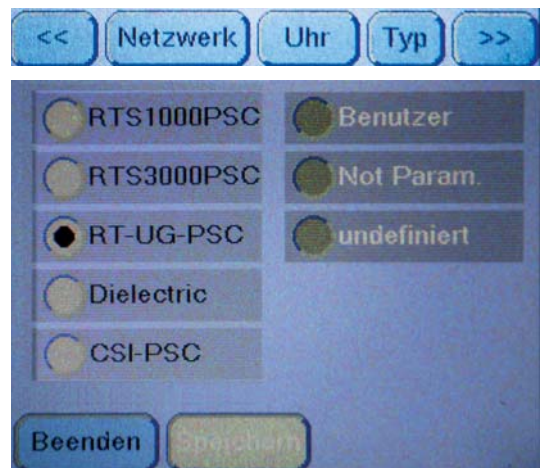 << Netzwerk Uhr Typ >>
RTS1000PSC Benutzer
RTS3000PSC Not Param.
RT-UG-PSC undefiniert
Dielectric
CSI-PSC
Beenden Speichern